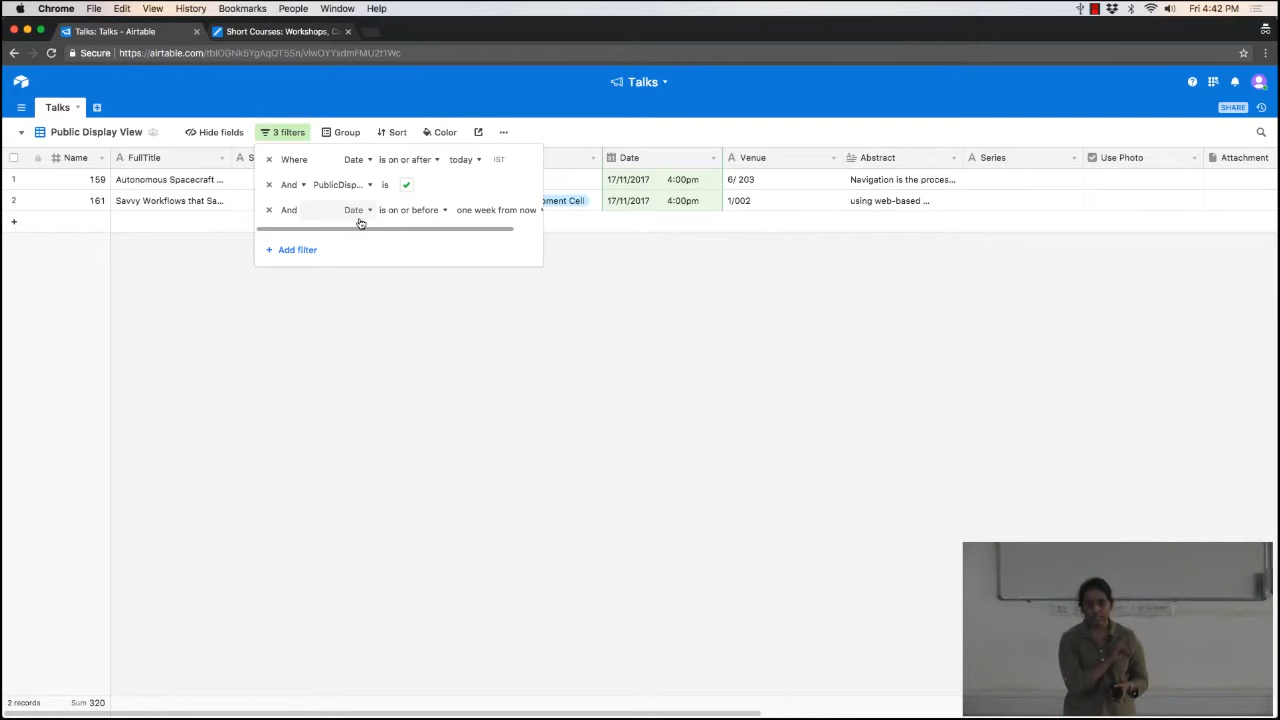 Chrome File Edit View History Bookmarks People Window Help Fri 4:42 PM
Talks: Talks - Airtable Short Courses: Workshops, C
Secure https://airtable.com/tblOGNk5YgAqQT5Sn/viwOYYxdmFMU2t1Wc
Talks
Talks SHARE
Public Display View Hide fields 3 filters Group Sort Color
Name FullTitle S Date Venue Abstract Series Use Photo Attachment
Where Date is on or after today IST
1 159 Autonomous Spacecraft ... 17/11/2017 4:00pm 6/ 203 Navigation is the proces...
And PublicDisp... is
2 161 Savvy Workflows that Sa... oment Cell 17/11/2017 4:00pm 1/002 using web-based ...
And Date is on or before one week from now
+ Add filter
2 records Sum 320